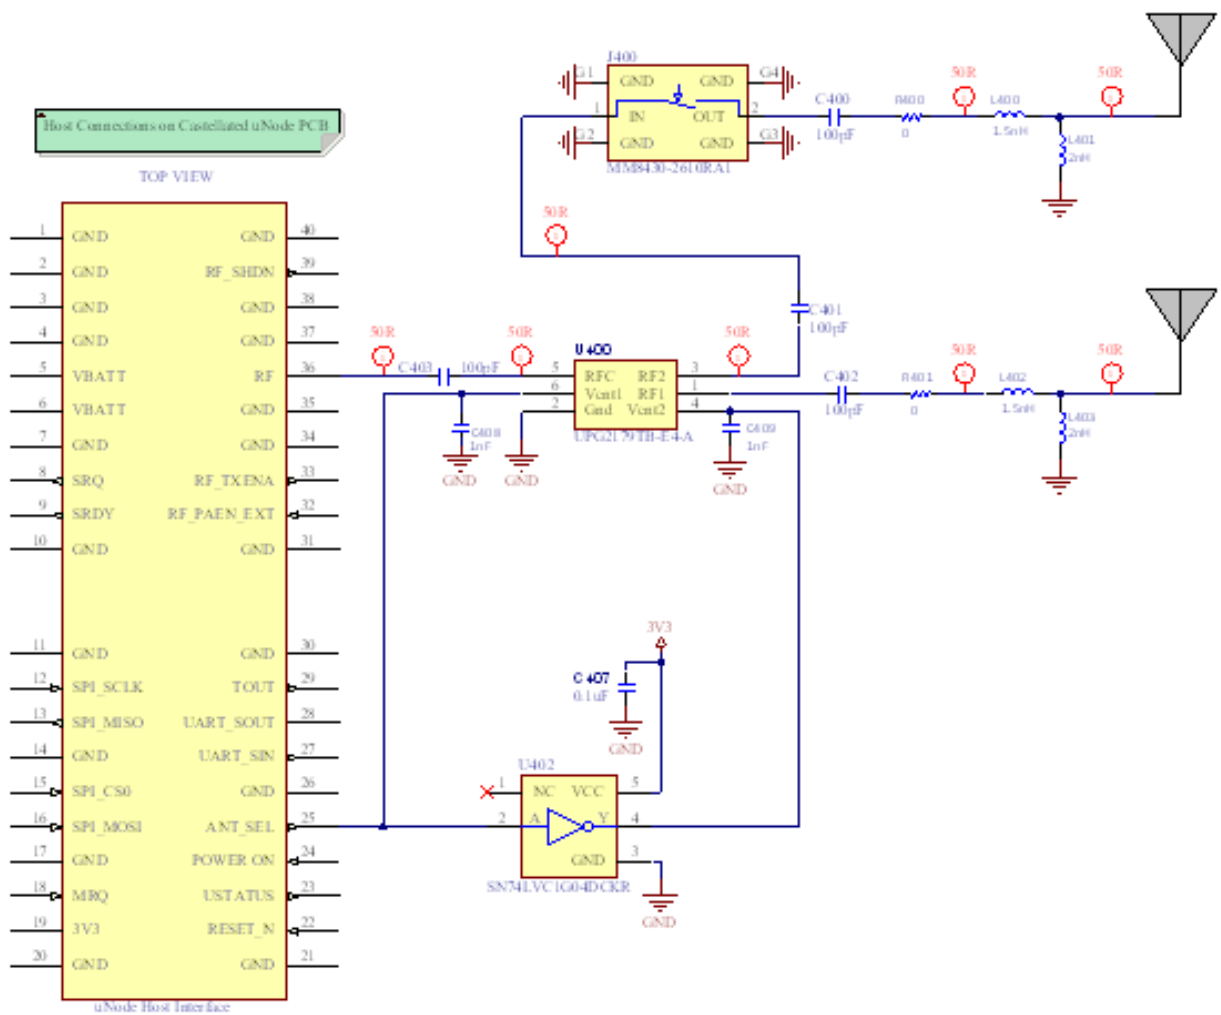 J400
G1 GND GND G4
1 IN OUT 2
G2 GND GND G3
MM8430-2610RA1
C400
100pF
R400
0
50R
L400
1.5nH
50R
L401
2nH
Host Connections on Castellated uNode PCB
TOP VIEW
1 GND GND 40
2 GND RF_SHDN 39
3 GND GND 38
4 GND GND 37
5 VBATT RF 36
6 VBATT GND 35
7 GND GND 34
8 SRQ RF_TXENA 33
9 SRDY RF_PAEN_EXT 32
10 GND GND 31
11 GND GND 30
12 SPI_SCLK TOUT 29
13 SPI_MISO UART_SOUT 28
14 GND UART_SIN 27
15 SPI_CS0 GND 26
16 SPI_MOSI ANT_SEL 25
17 GND POWER ON 24
18 MRQ USTATUS 23
19 3V3 RESET_N 22
20 GND GND 21
uNode Host Interface
50R
C401
100pF
50R
C403 100pF
50R
U400
5 RFC RF2 3
6 Vcnt1 RF1 1
2 Gnd Vcnt2 4
UPG2179TB-E4-A
50R
C408
1nF
GND
GND
C409
1nF
GND
C402
100pF
R401
0
50R
L402
1.5nH
50R
L403
2nH
3V3
C407
0.1uF
GND
U402
1 NC VCC 5
2 A Y 4
GND 3
SN74LVC1G04DCKR
GND